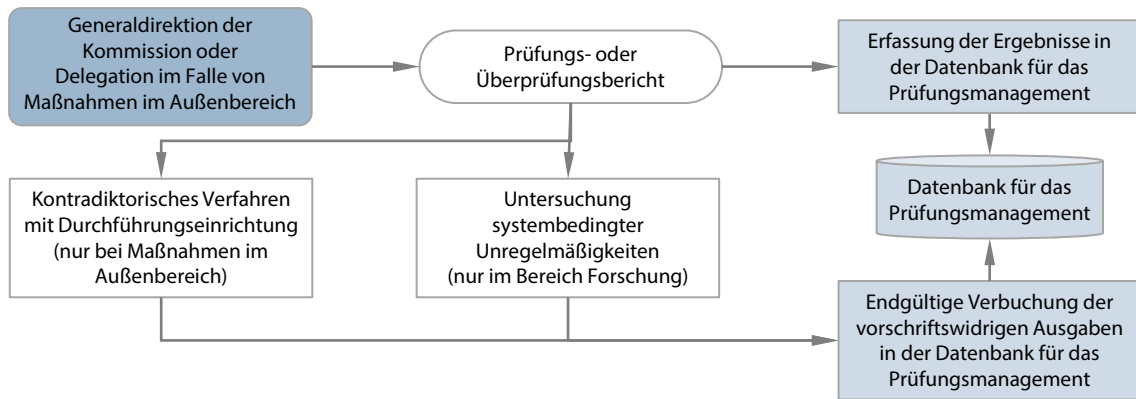 Generaldirektion der
Kommission oder
Delegation im Falle von
Maßnahmen im Außenbereich
Prüfungs- oder
Überprüfungsbericht
Erfassung der Ergebnisse in
der Datenbank für das
Prüfungsmanagement
Kontradiktorisches Verfahren
mit Durchführungseinrichtung
(nur bei Maßnahmen im
Außenbereich)
Untersuchung
systembedingter
Unregelmäßigkeiten
(nur im Bereich Forschung)
Datenbank für das
Prüfungsmanagement
Endgültige Verbuchung der
vorschriftswidrigen Ausgaben
in der Datenbank für das
Prüfungsmanagement